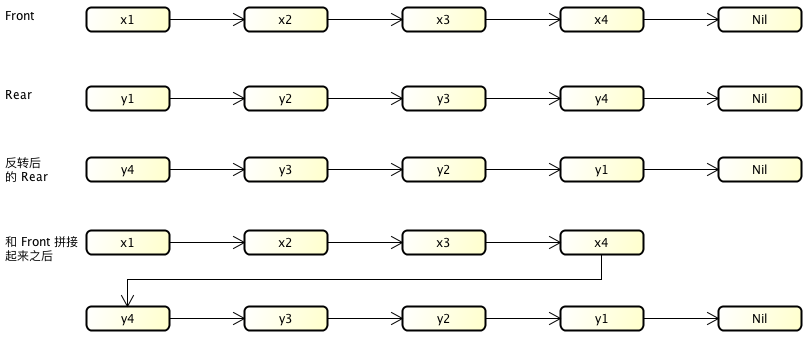 Front x1 x2 x3 x4 Nil
Rear y1 y2 y3 y4 Nil
反转后
的 Rear
y4 y3 y2 y1 Nil
和 Front 拼接
起来之后
x1 x2 x3 x4
y4 y3 y2 y1 Nil